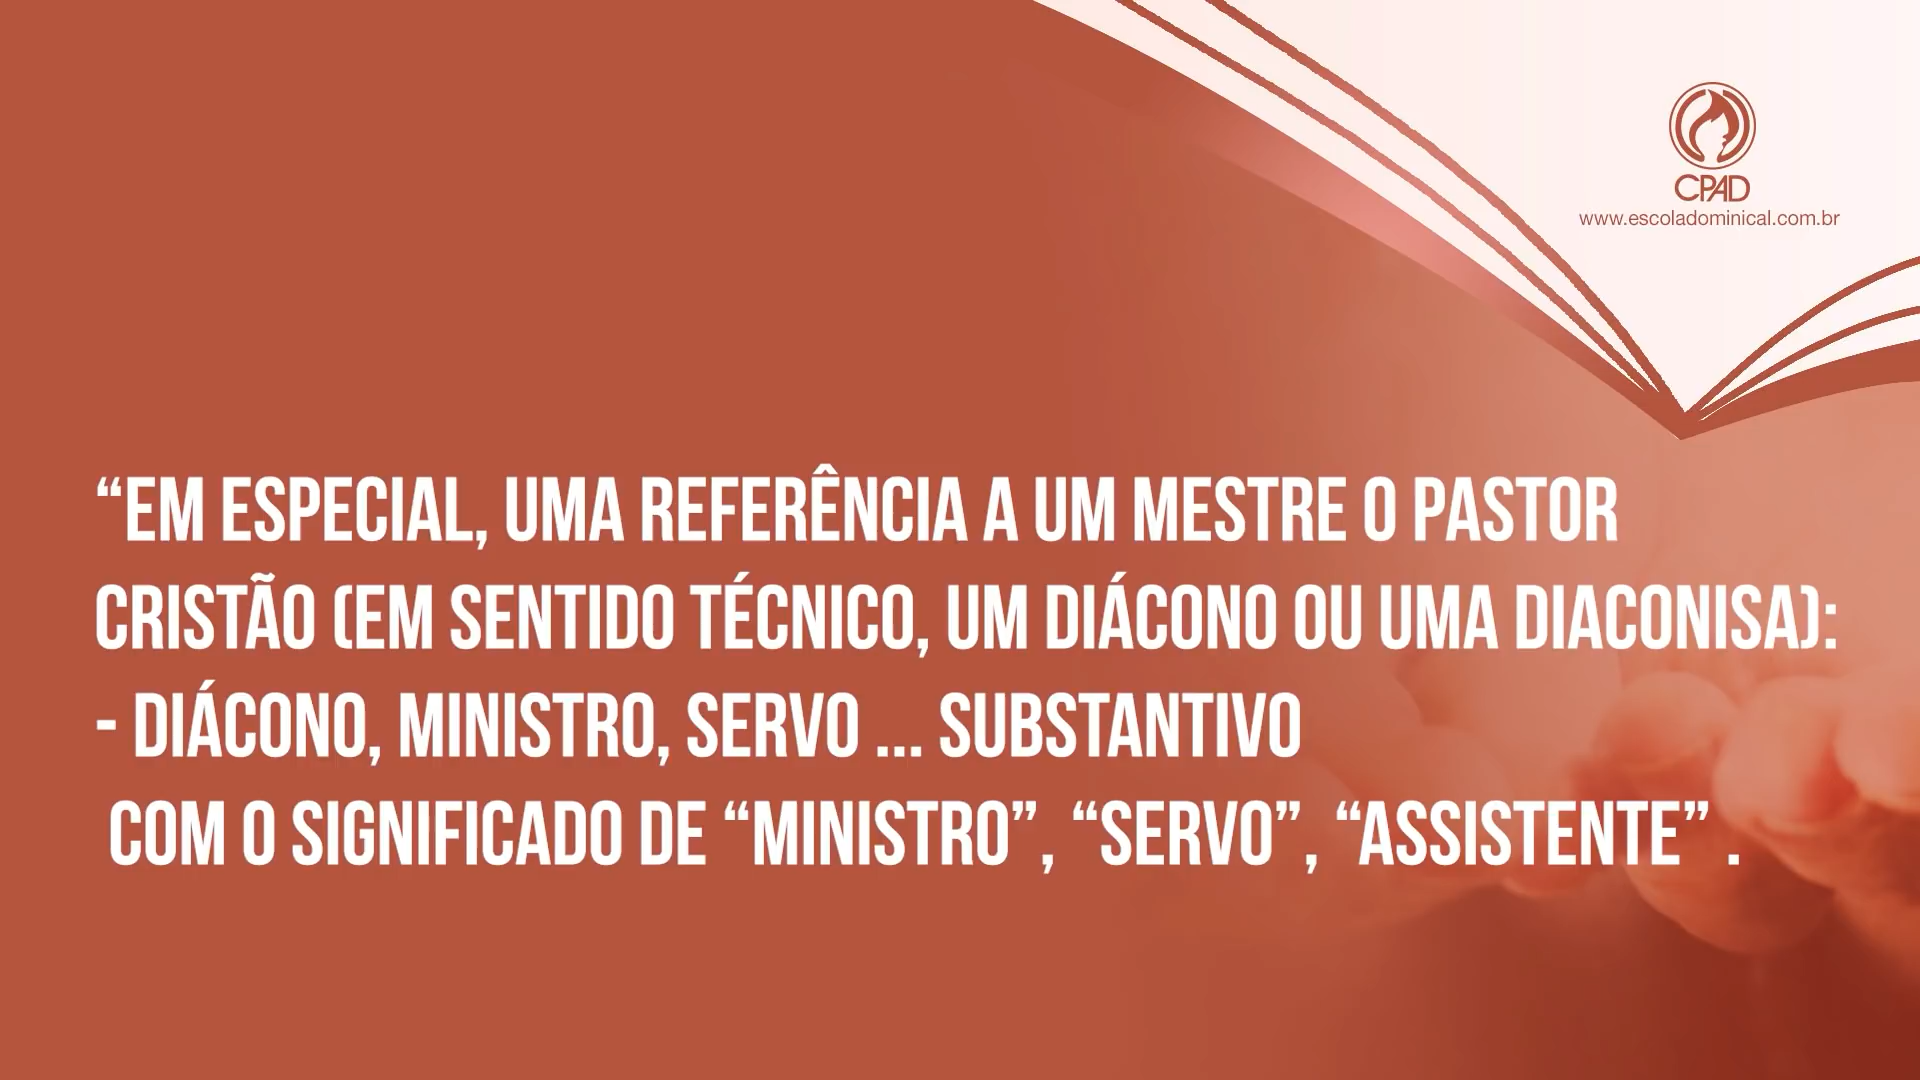 CPAD
www.escoladominical.com.br
“EM ESPECIAL, UMA REFERÊNCIA A UM MESTRE O PASTOR
CRISTÃO (EM SENTIDO TÉCNICO, UM DIÁCONO OU UMA DIACONISA):
- DIÁCONO, MINISTRO, SERVO ... SUBSTANTIVO
COM O SIGNIFICADO DE “MINISTRO”, “SERVO”, “ASSISTENTE” .